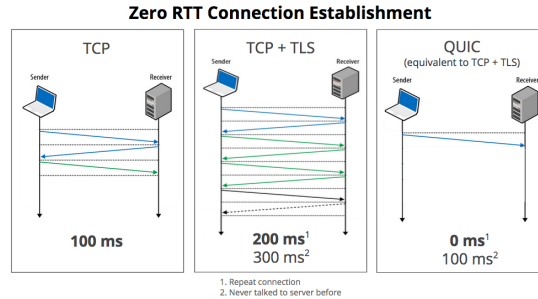 Zero RTT Connection Establishment
TCP
Sender
Receiver
100 ms
TCP + TLS
Sender
Receiver
200 ms1
300 ms2
QUIC
(equivalent to TCP + TLS)
Sender
Receiver
0 ms1
100 ms2
1. Repeat connection
2. Never talked to server before